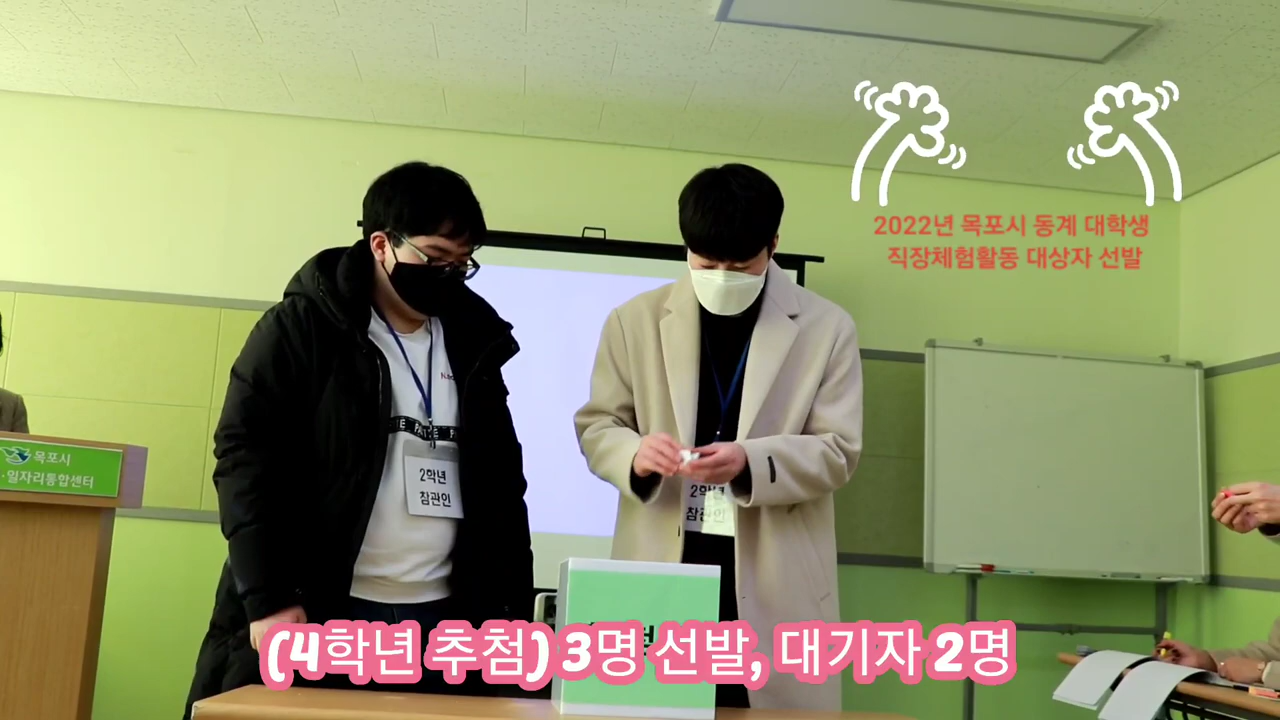 2022년 목포시 동계 대학생
직장체험활동 대상자 선발
목포시
·일자리통합센터
2학년
참관인
2학년
참관인
(4학년 추첨) 3명 선발, 대기자 2명